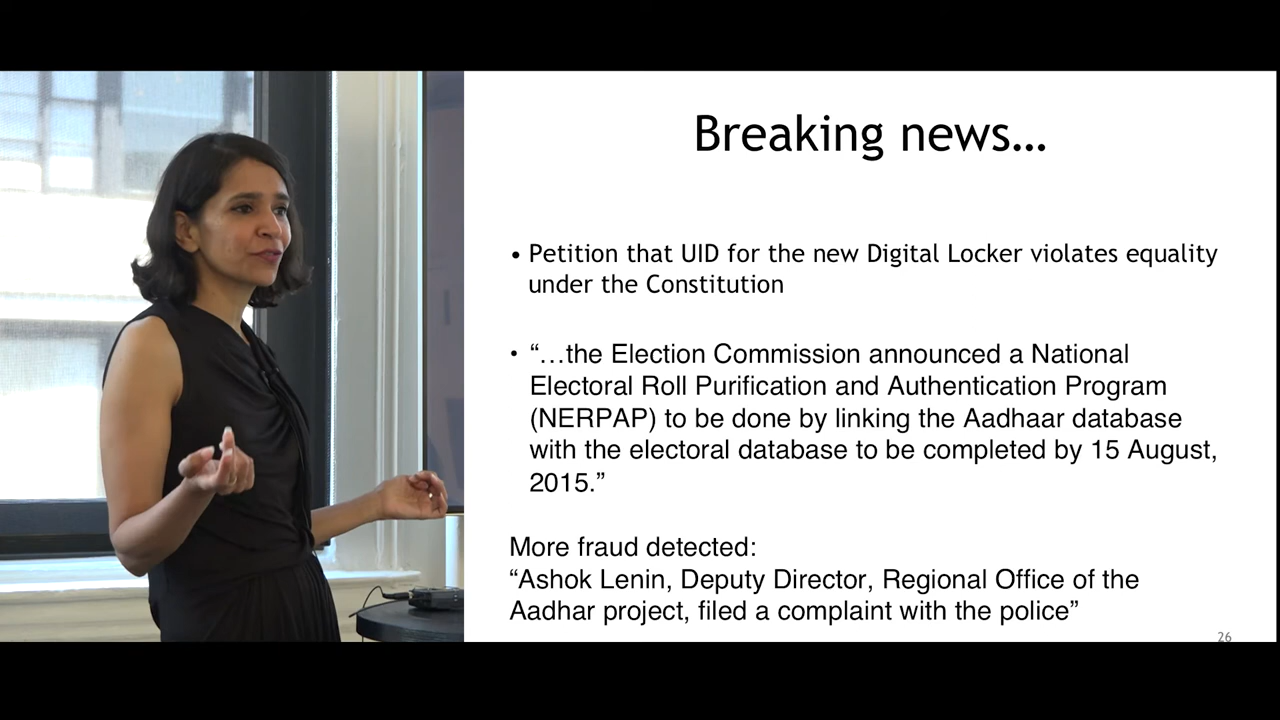 Breaking news…
• Petition that UID for the new Digital Locker violates equality
under the Constitution
• “…the Election Commission announced a National
Electoral Roll Purification and Authentication Program
(NERPAP) to be done by linking the Aadhaar database
with the electoral database to be completed by 15 August,
2015.”
More fraud detected:
“Ashok Lenin, Deputy Director, Regional Office of the
Aadhar project, filed a complaint with the police”
26